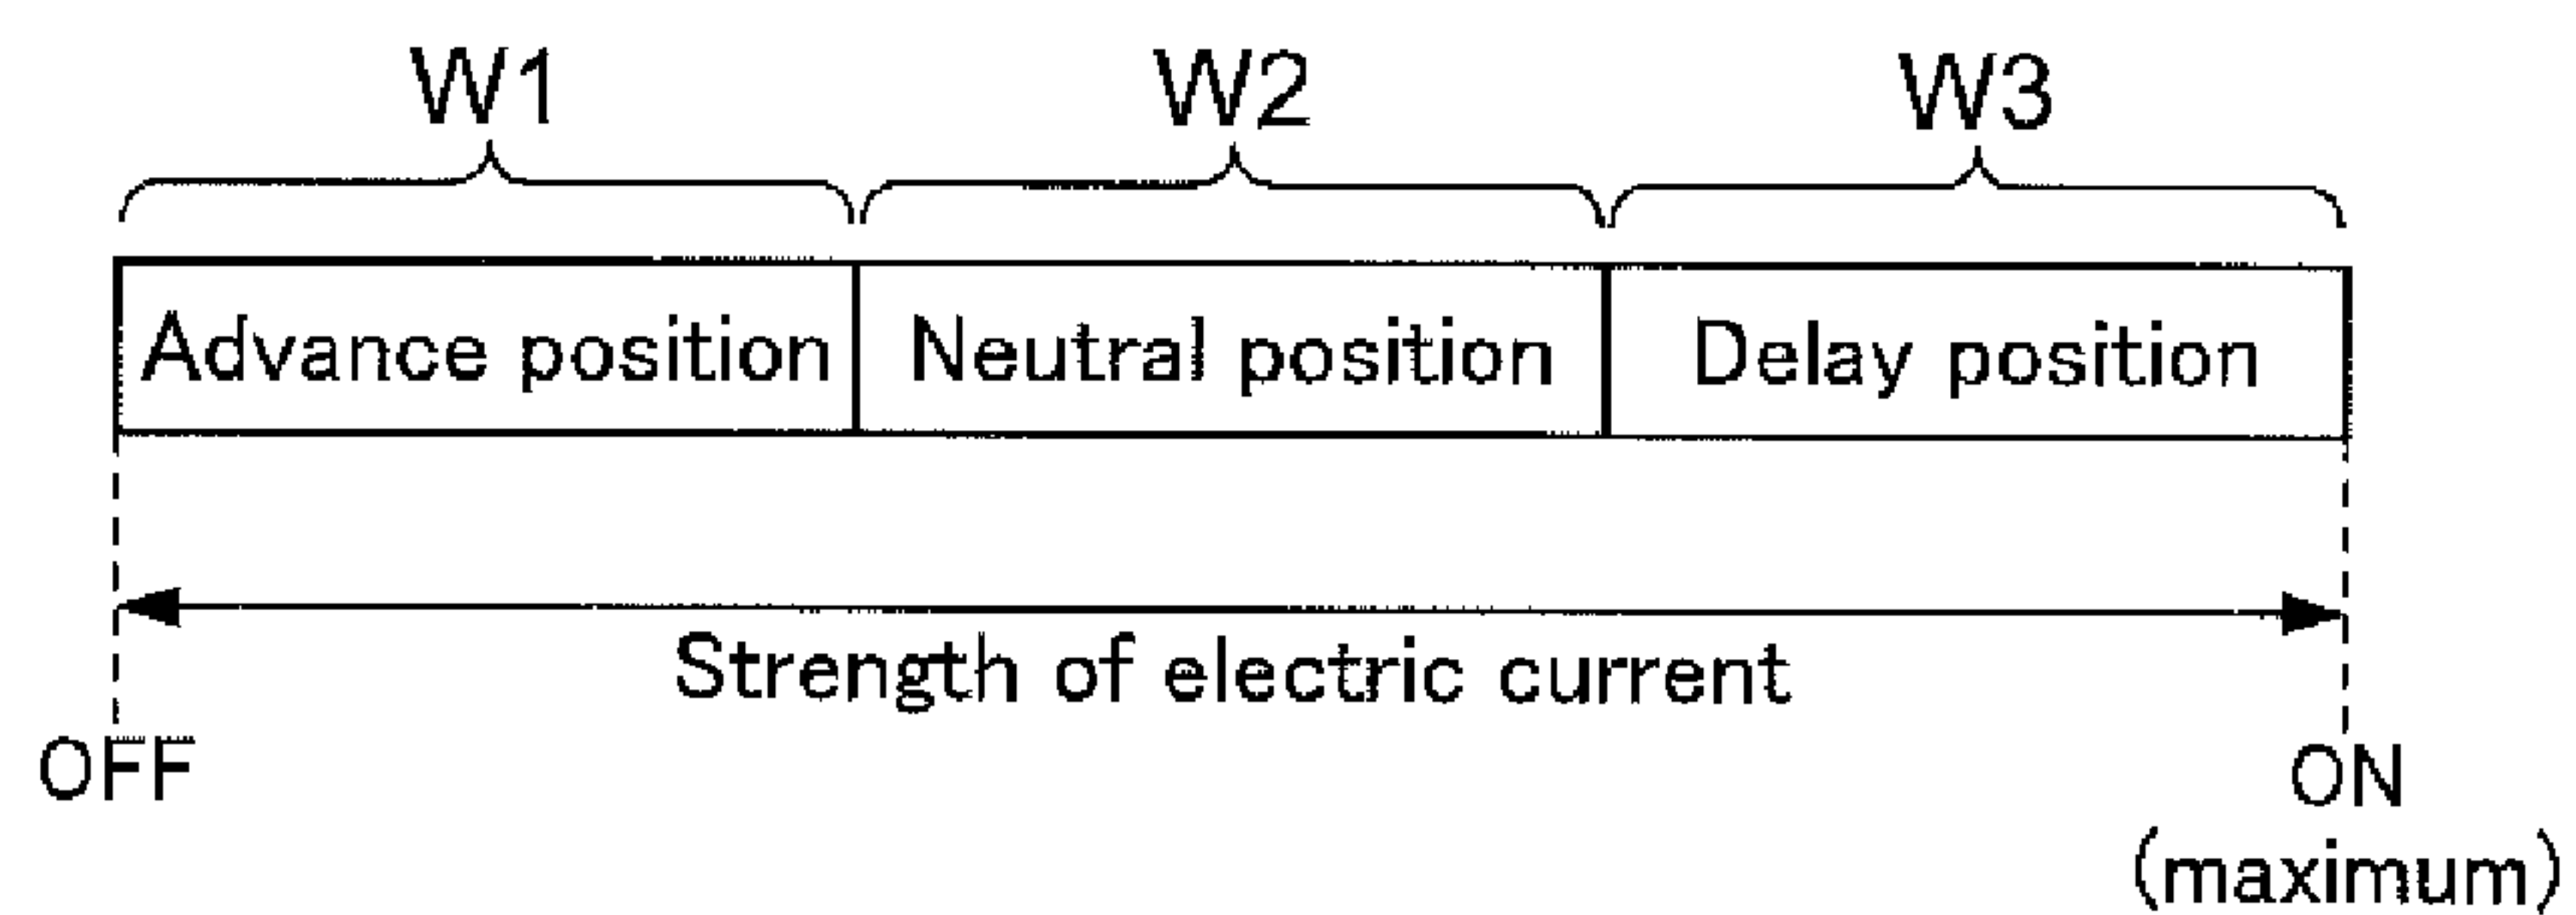 W1 W2 W3
Advance position Neutral position Delay position
Strength of electric current
OFF ON
(maximum)